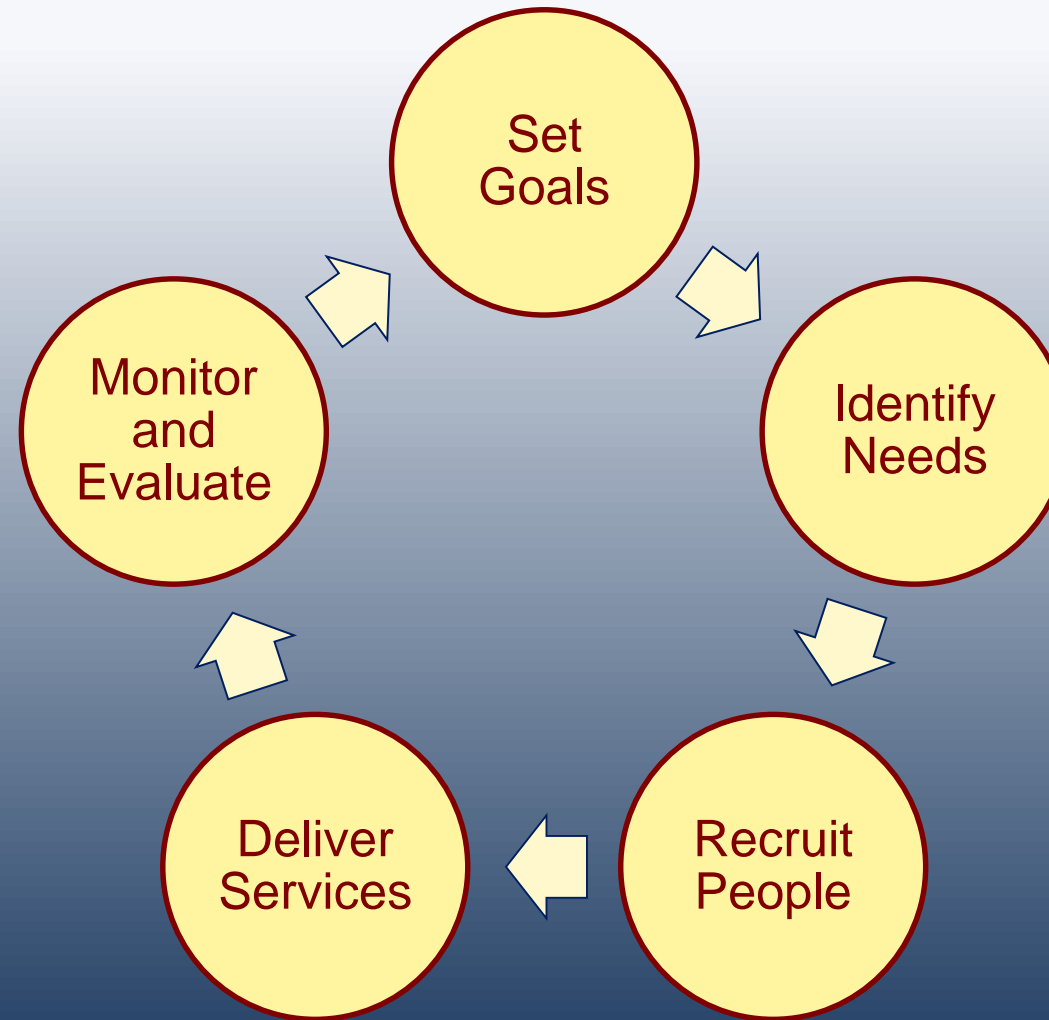 Set
Goals
Identify
Needs
Recruit
People
Deliver
Services
Monitor
and
Evaluate